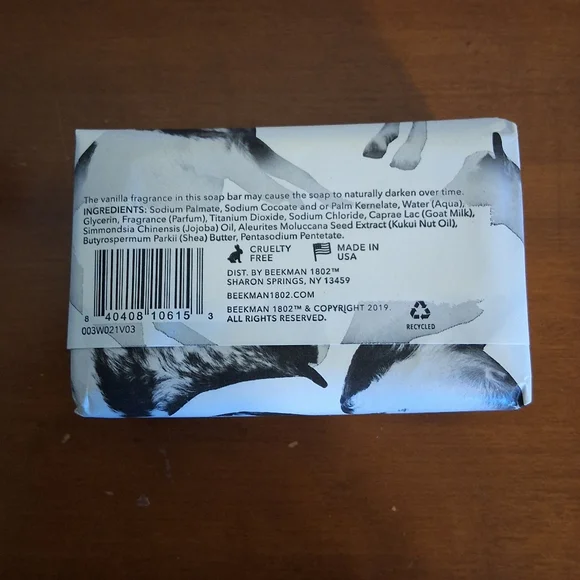 The vanilla fragrance in this soap bar may cause the soap to naturally darken over time.
INGREDIENTS: Sodium Palmate, Sodium Cocoate and or Palm Kernelate, Water (Aqua),
Glycerin, Fragrance (Parfum), Titanium Dioxide, Sodium Chloride, Caprae Lac (Goat Milk),
Simmondsia Chinensis (Jojoba) Oil, Aleurites Moluccana Seed Extract (Kukui Nut Oil),
Butyrospermum Parkii (Shea) Butter, Pentasodium Pentetate.
CRUELTY
FREE
MADE IN
USA
DIST. BY BEEKMAN 1802™
SHARON SPRINGS, NY 13459
BEEKMAN1802.COM
BEEKMAN 1802™ & COPYRIGHT 2019
ALL RIGHTS RESERVED.
RECYCLED
8 40408 10615 3
003W021V03